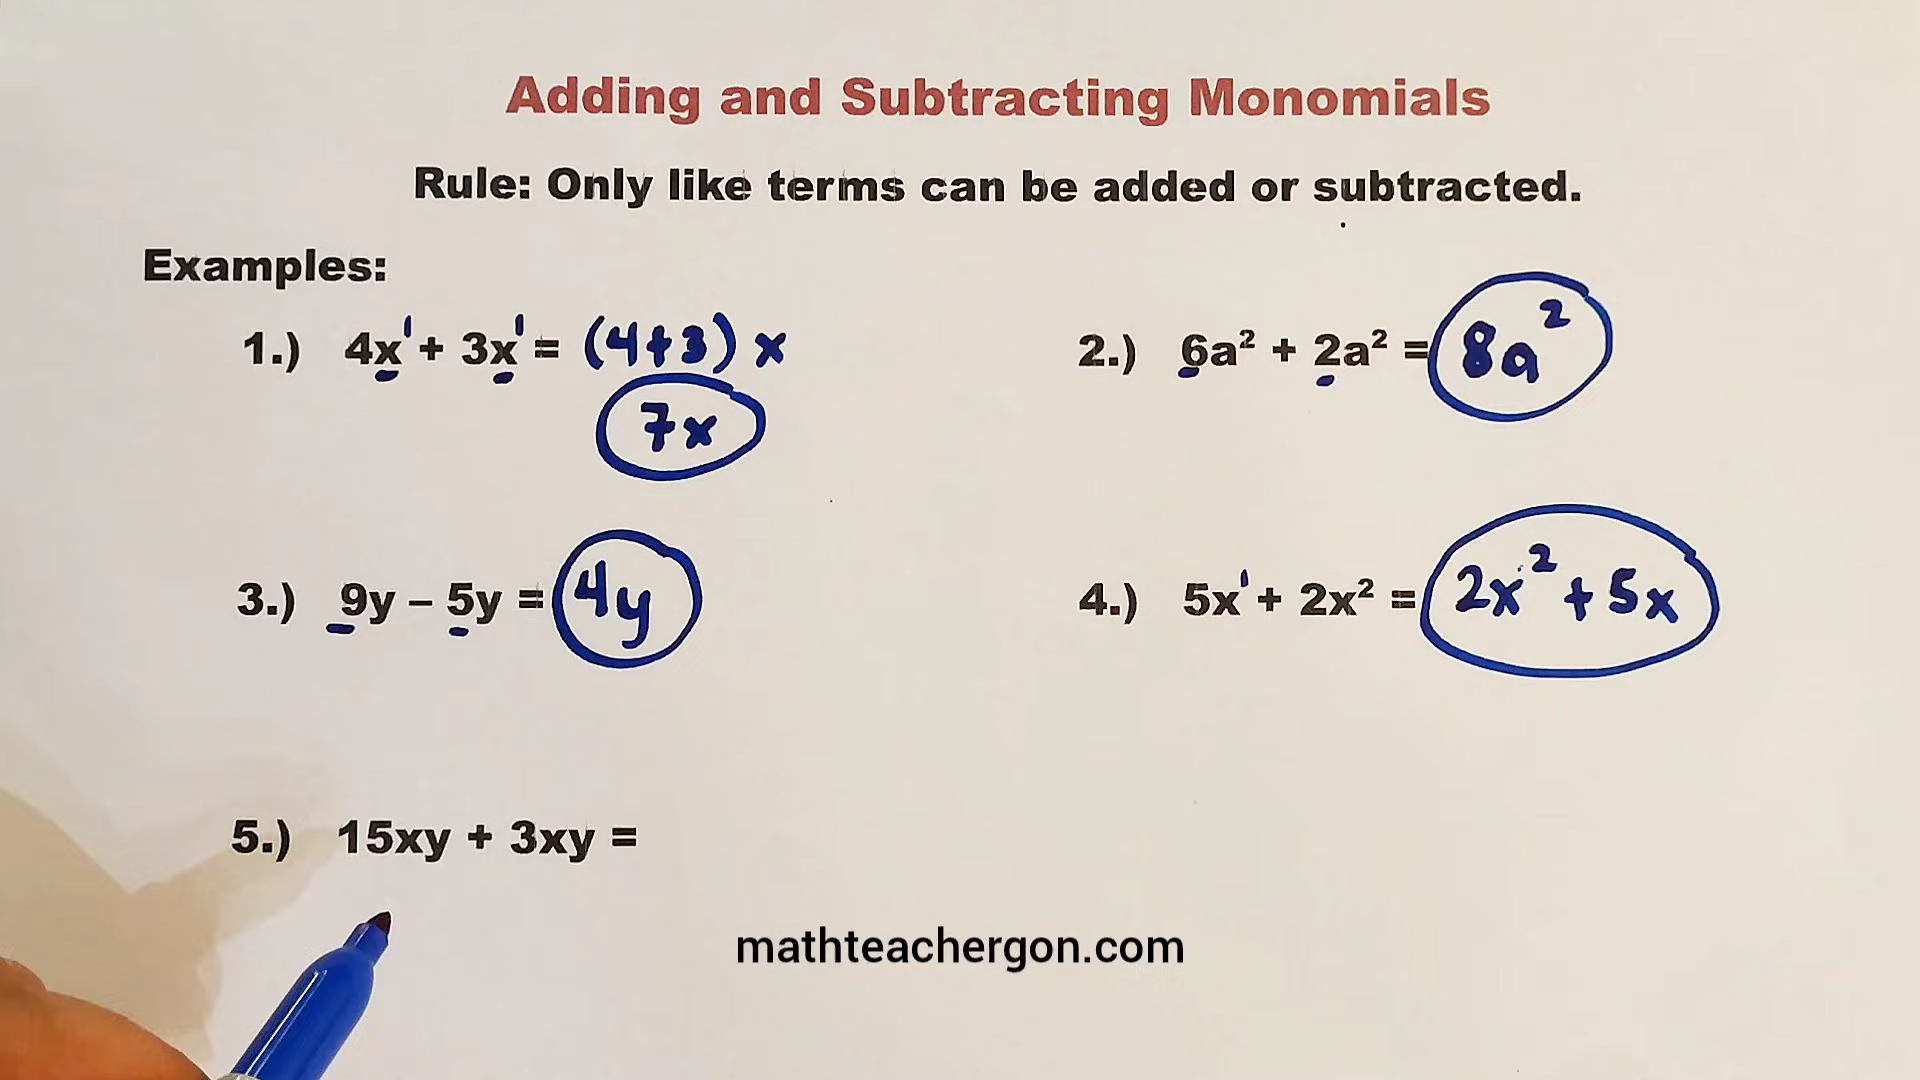 Adding and Subtracting Monomials
Rule: Only like terms can be added or subtracted.
Examples:
1.) 4x¹ + 3x¹ = (4+3) x
7x
2.) 6a² + 2a² = 8a²
3.) 9y – 5y = 4y
4.) 5x¹ + 2x² = 2x² + 5x
5.) 15xy + 3xy =
mathteachergon.com